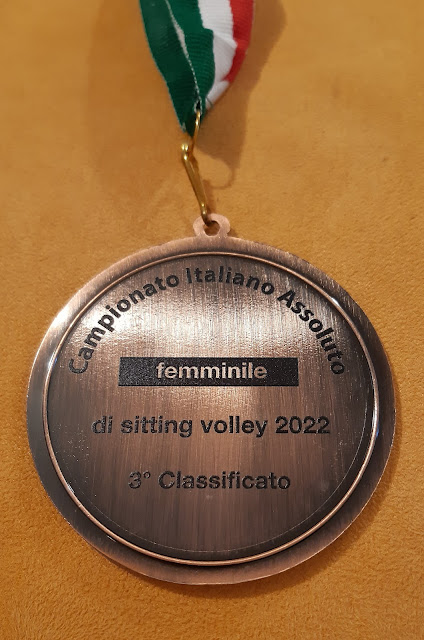 Campionato Italiano Assoluto
femminile
di sitting volley 2022
3° Classificato